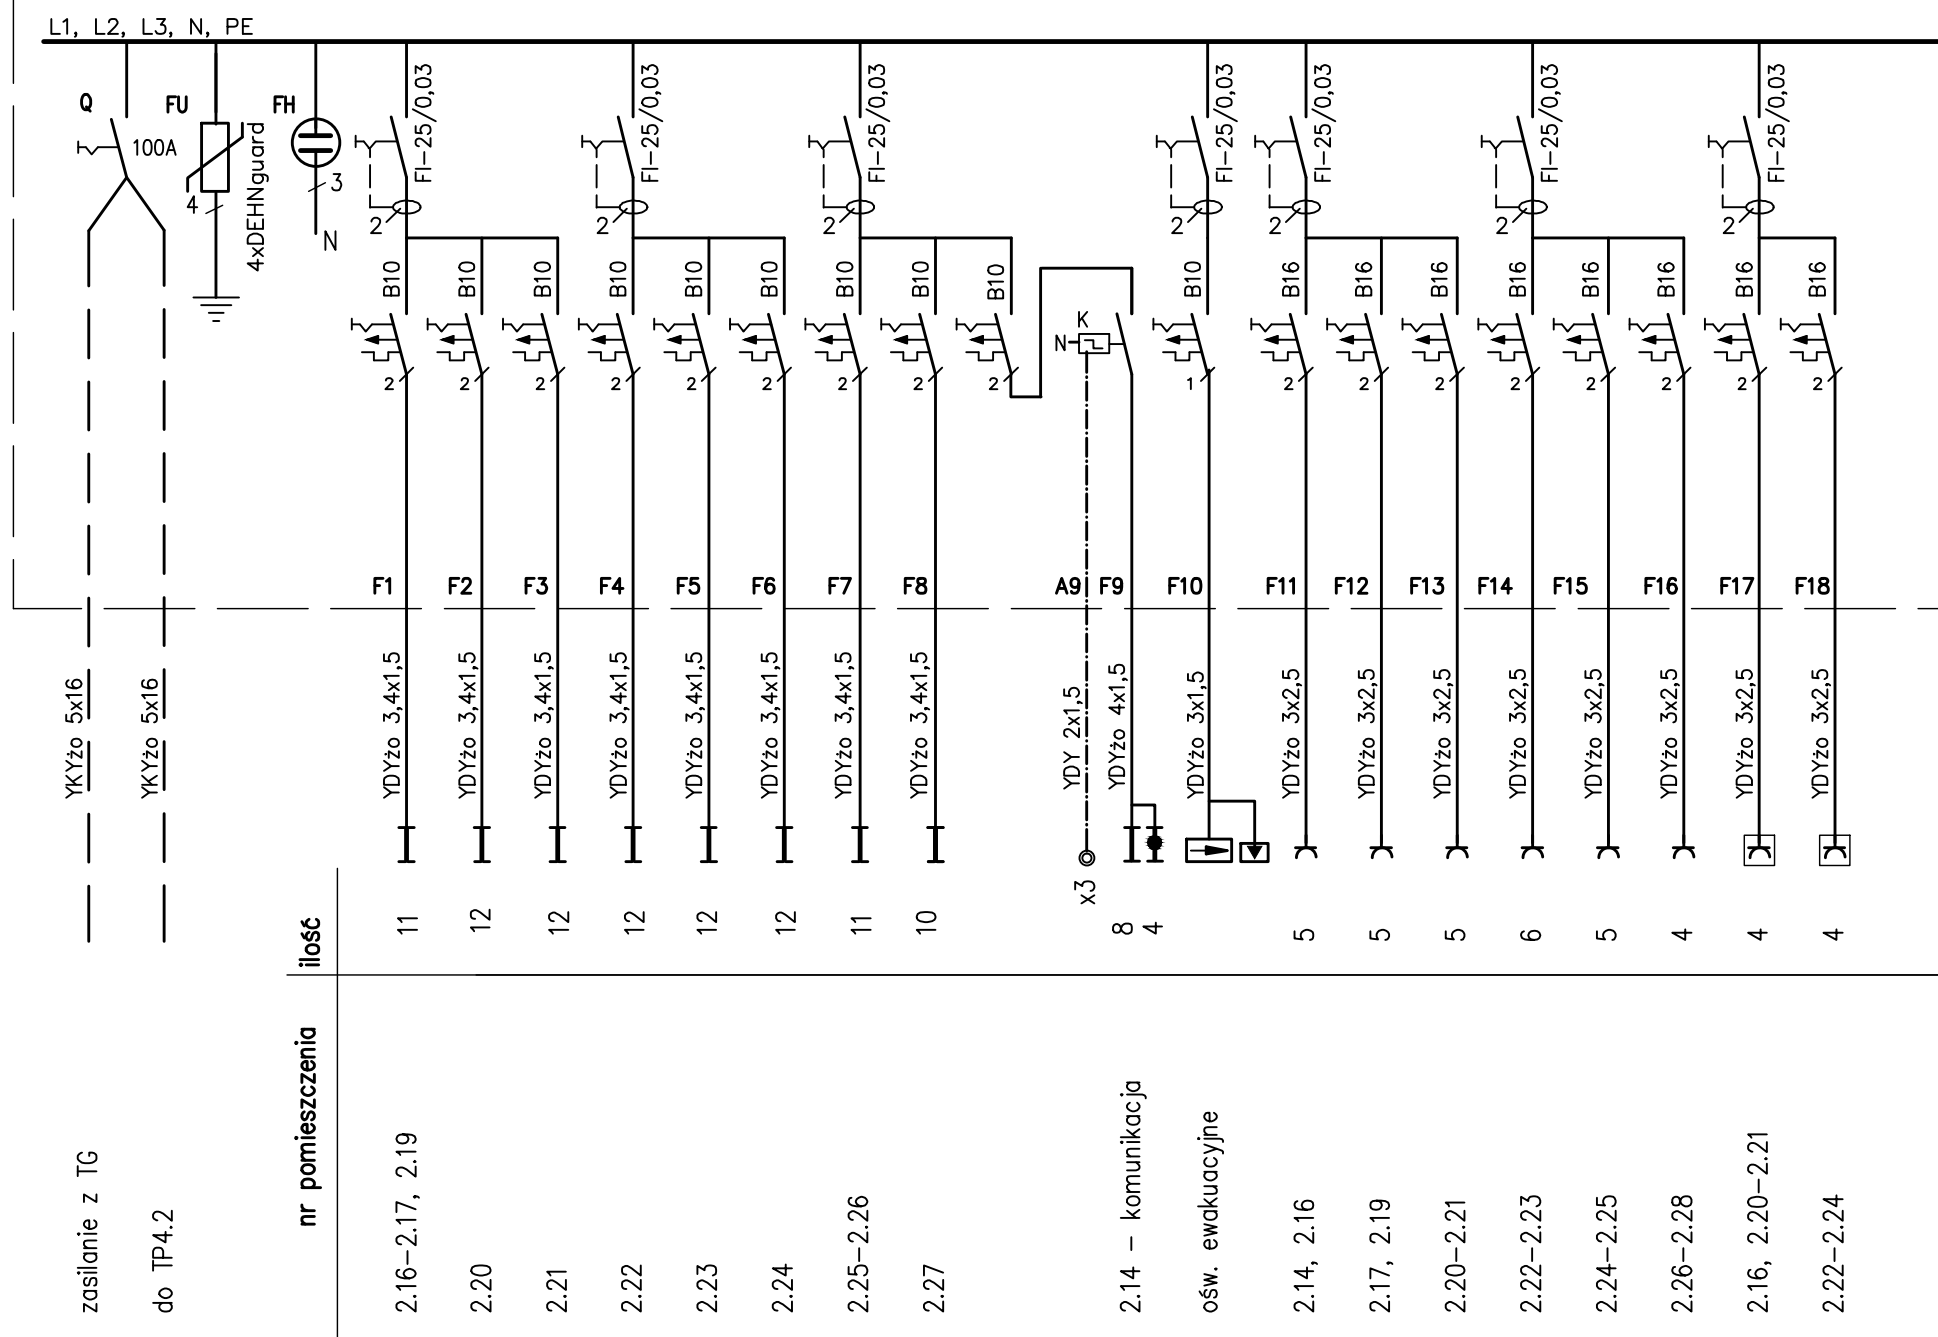 L1, L2, L3, N, PE
Q
100A
FU
4
4xDEHNguard
FH
3
N
FI-25/0,03
FI-25/0,03
FI-25/0,03
FI-25/0,03
FI-25/0,03
FI-25/0,03
FI-25/0,03
2
2
2
2
2
2
2
B10
B10
B10
B10
B10
B10
B10
B10
B10
B10
B16
B16
B16
B16
B16
B16
B16
B16
K
N
2
2
2
2
2
2
2
2
2
1
2
2
2
2
2
2
2
2
F1
F2
F3
F4
F5
F6
F7
F8
A9
F9
F10
F11
F12
F13
F14
F15
F16
F17
F18
YKYżo 5x16
YKYżo 5x16
YDYżo 3,4x1,5
YDYżo 3,4x1,5
YDYżo 3,4x1,5
YDYżo 3,4x1,5
YDYżo 3,4x1,5
YDYżo 3,4x1,5
YDYżo 3,4x1,5
YDYżo 3,4x1,5
YDY 2x1,5
YDYżo 4x1,5
YDYżo 3x1,5
YDYżo 3x2,5
YDYżo 3x2,5
YDYżo 3x2,5
YDYżo 3x2,5
YDYżo 3x2,5
YDYżo 3x2,5
YDYżo 3x2,5
YDYżo 3x2,5
ilość
11
12
12
12
12
12
11
10
x3
8
4
5
5
5
6
5
4
4
4
zasilanie z TG
do TP4.2
nr pomieszczenia
2.16-2.17, 2.19
2.20
2.21
2.22
2.23
2.24
2.25-2.26
2.27
2.14 - komunikacja
ośw. ewakuacyjne
2.14, 2.16
2.17, 2.19
2.20-2.21
2.22-2.23
2.24-2.25
2.26-2.28
2.16, 2.20-2.21
2.22-2.24